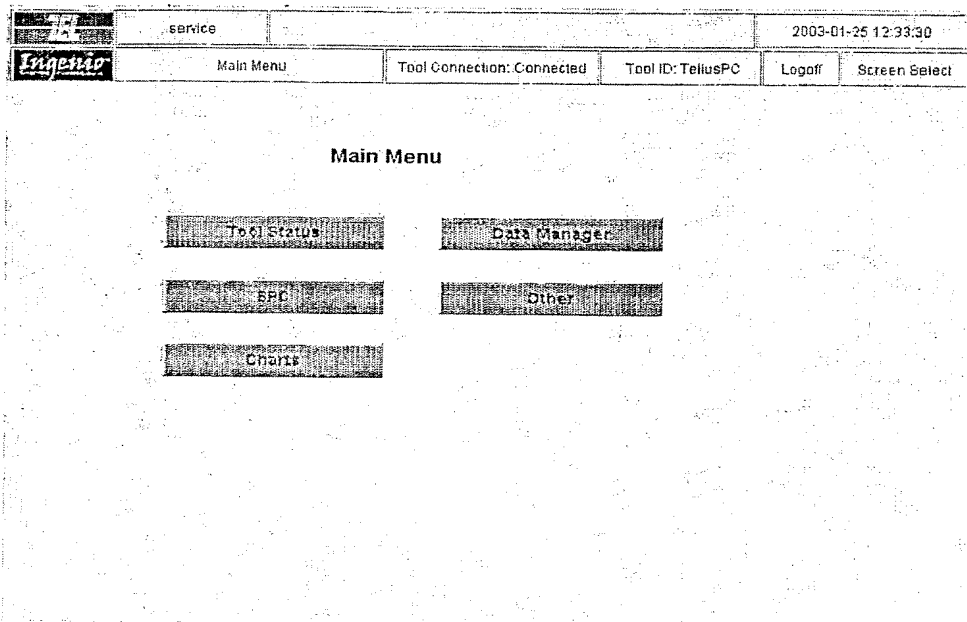 service 2003-01-25 12:33:30
Ingenio Main Menu Tool Connection: Connected Tool ID: TeliusPC Logoff Screen Select
Main Menu
Tool Status Data Manager
SPC Other
Charts